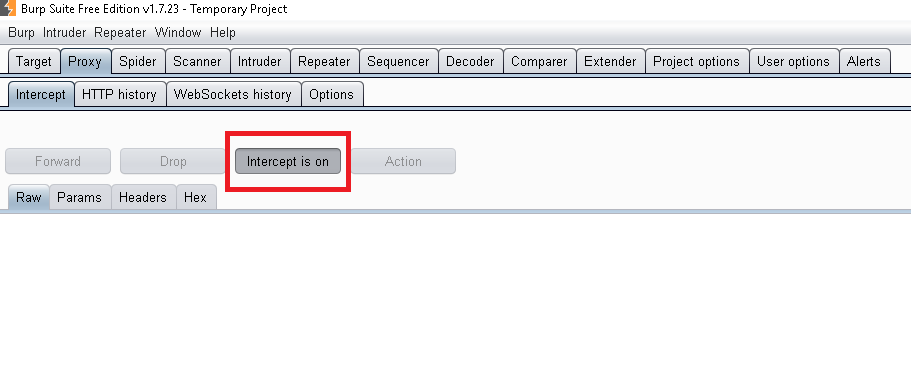 Burp Suite Free Edition v1.7.23 - Temporary Project
Burp Intruder Repeater Window Help
Target Proxy Spider Scanner Intruder Repeater Sequencer Decoder Comparer Extender Project options User options Alerts
Intercept HTTP history WebSockets history Options
Forward Drop Intercept is on Action
Raw Params Headers Hex